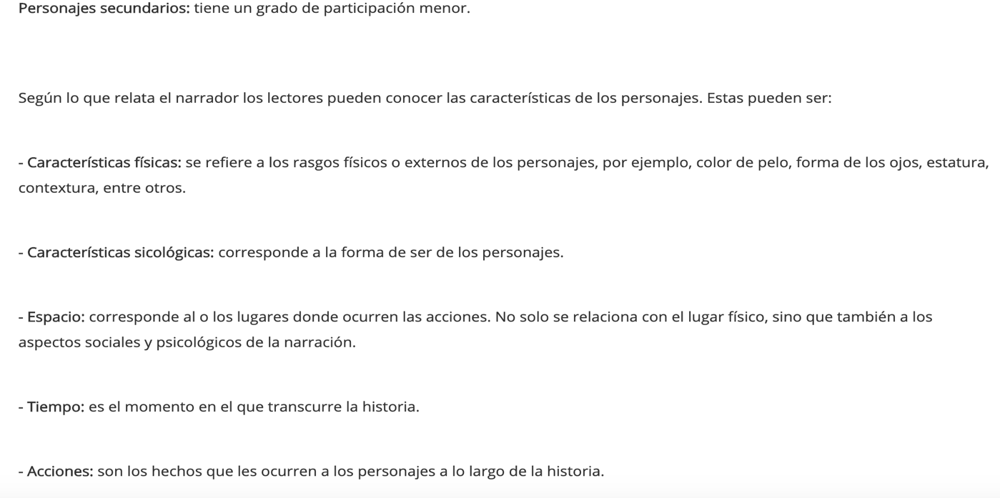 Personajes secundarios: tiene un grado de participación menor.
Según lo que relata el narrador los lectores pueden conocer las características de los personajes. Estas pueden ser:
- Características físicas: se refiere a los rasgos físicos o externos de los personajes, por ejemplo, color de pelo, forma de los ojos, estatura,
contextura, entre otros.
- Características sicológicas: corresponde a la forma de ser de los personajes.
- Espacio: corresponde al o los lugares donde ocurren las acciones. No solo se relaciona con el lugar físico, sino que también a los
aspectos sociales y psicológicos de la narración.
- Tiempo: es el momento en el que transcurre la historia.
- Acciones: son los hechos que les ocurren a los personajes a lo largo de la historia.